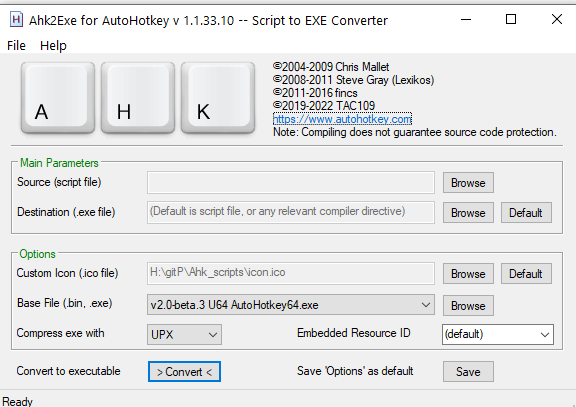 Ahk2Exe for AutoHotkey v 1.1.33.10 -- Script to EXE Converter
File Help
A H K
©2004-2009 Chris Mallet
©2008-2011 Steve Gray (Lexikos)
©2011-2016 fincs
©2019-2022 TAC109
https://www.autohotkey.com
Note: Compiling does not guarantee source code protection.
Main Parameters
Source (script file) Browse
Destination (.exe file) (Default is script file, or any relevant compiler directive) Browse Default
Options
Custom Icon (.ico file) H:\gitP\Ahk_scripts\icon.ico Browse Default
Base File (.bin, .exe) v2.0-beta.3 U64 AutoHotkey64.exe Browse
Compress exe with UPX Embedded Resource ID (default)
Convert to executable > Convert < Save 'Options' as default Save
Ready